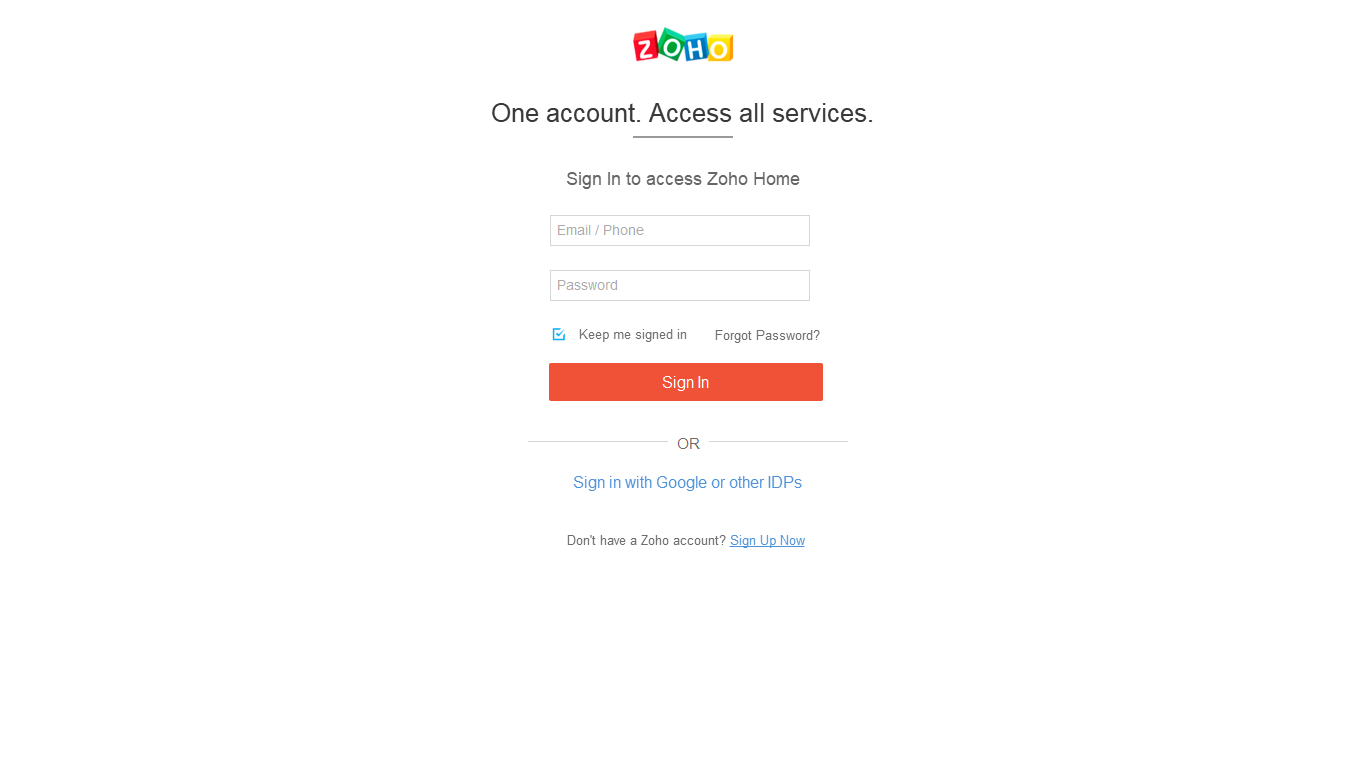 ZOHO
One account. Access all services.
Sign In to access Zoho Home
Email / Phone
Password
Keep me signed in Forgot Password?
Sign In
OR
Sign in with Google or other IDPs
Don't have a Zoho account? Sign Up Now